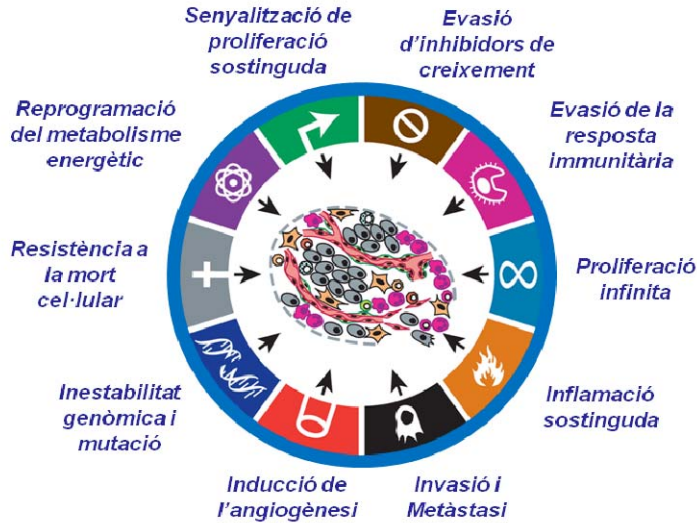 Senyalització de
proliferació
sostinguda
Evasió
d'inhibidors de
creixement
Reprogramació
del metabolisme
energètic
Evasió de la
resposta
immunitària
Resistència a
la mort
cel·lular
Proliferació
infinita
Inestabilitat
genòmica i
mutació
Inflamació
sostinguda
Inducció de
l'angiogènesi
Invasió i
Metàstasi